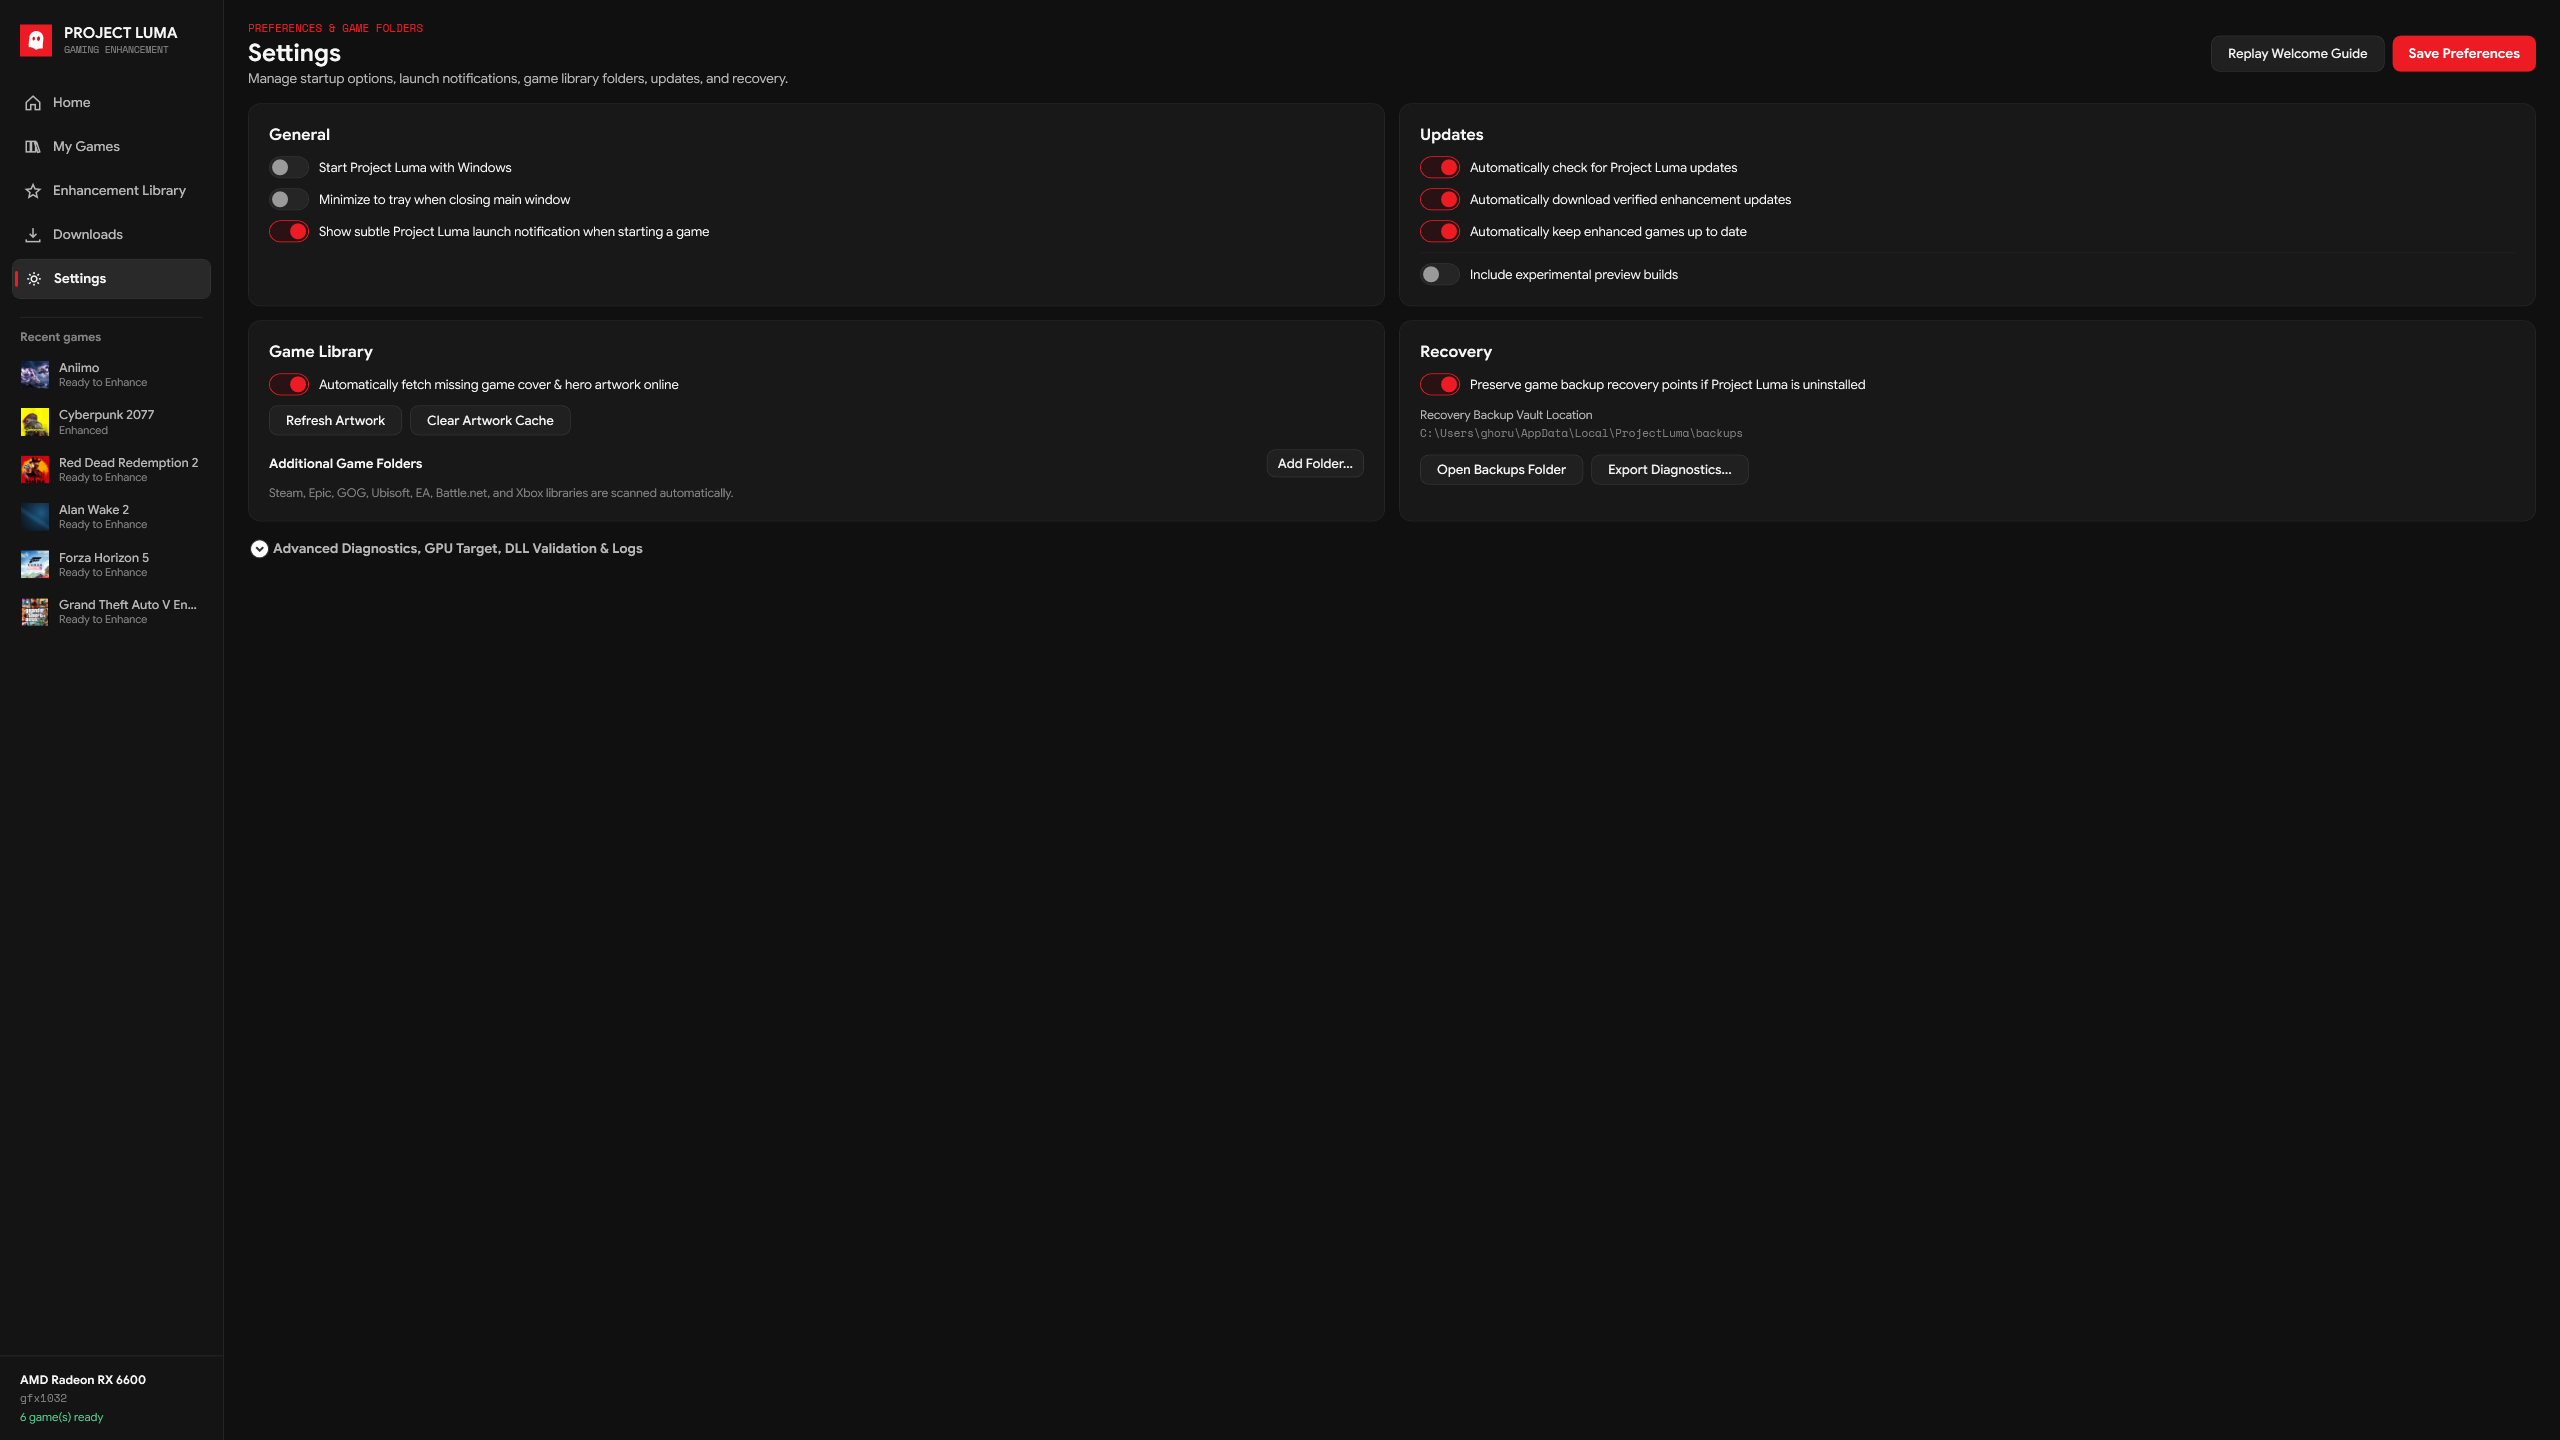 PROJECT LUMA
GAMING ENHANCEMENT
Home
My Games
Enhancement Library
Downloads
Settings
Recent games
Aniimo
Ready to Enhance
Cyberpunk 2077
Enhanced
Red Dead Redemption 2
Ready to Enhance
Alan Wake 2
Ready to Enhance
Forza Horizon 5
Ready to Enhance
Grand Theft Auto V En...
Ready to Enhance
AMD Radeon RX 6600
gfx1032
6 game(s) ready
PREFERENCES & GAME FOLDERS
Settings
Manage startup options, launch notifications, game library folders, updates, and recovery.
Replay Welcome Guide
Save Preferences
General
Start Project Luma with Windows
Minimize to tray when closing main window
Show subtle Project Luma launch notification when starting a game
Updates
Automatically check for Project Luma updates
Automatically download verified enhancement updates
Automatically keep enhanced games up to date
Include experimental preview builds
Game Library
Automatically fetch missing game cover & hero artwork online
Refresh Artwork
Clear Artwork Cache
Additional Game Folders
Add Folder...
Steam, Epic, GOG, Ubisoft, EA, Battle.net, and Xbox libraries are scanned automatically.
Recovery
Preserve game backup recovery points if Project Luma is uninstalled
Recovery Backup Vault Location
C:\Users\ghoru\AppData\Local\ProjectLuma\backups
Open Backups Folder
Export Diagnostics...
Advanced Diagnostics, GPU Target, DLL Validation & Logs